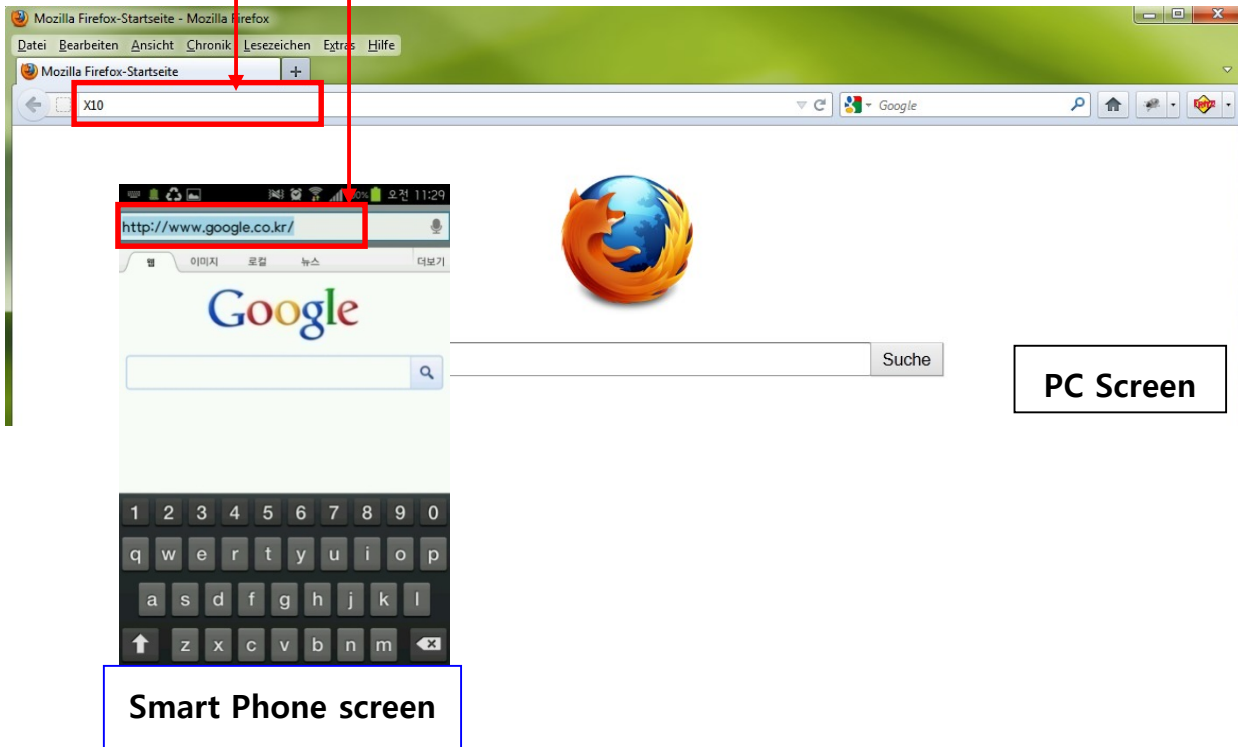 Mozilla Firefox-Startseite - Mozilla Firefox
Datei Bearbeiten Ansicht Chronik Lesezeichen Extras Hilfe
Mozilla Firefox-Startseite +
X10
Google
오전 11:29
http://www.google.co.kr/
웹 이미지 로컬 뉴스 더보기
Google
Suche
PC Screen
1 2 3 4 5 6 7 8 9 0
q w e r t y u i o p
a s d f g h j k l
z x c v b n m
Smart Phone screen